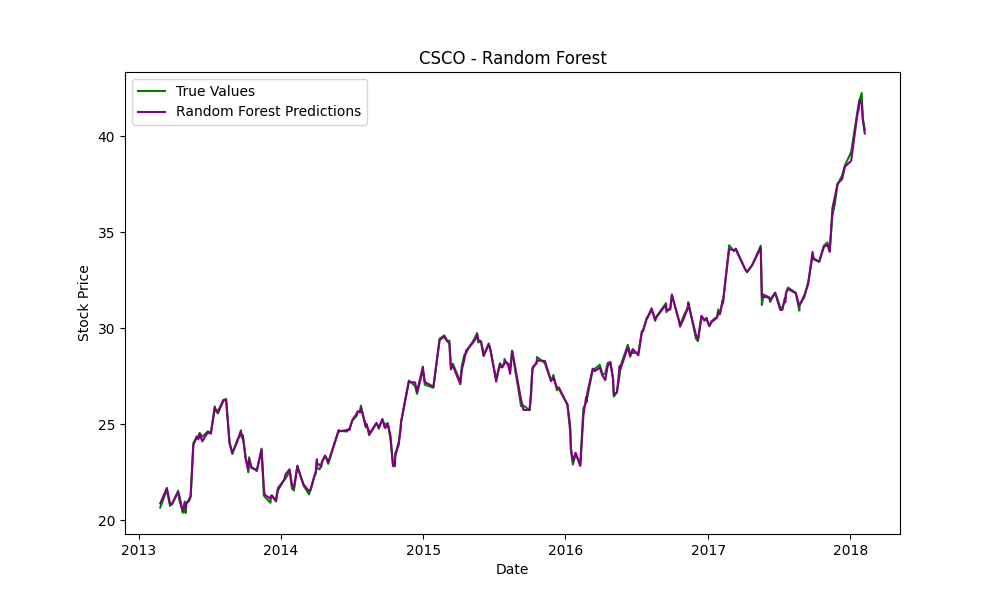 CSCO - Random Forest
True Values
Random Forest Predictions
Stock Price
40
35
30
25
20
2013 2014 2015 2016 2017 2018
Date